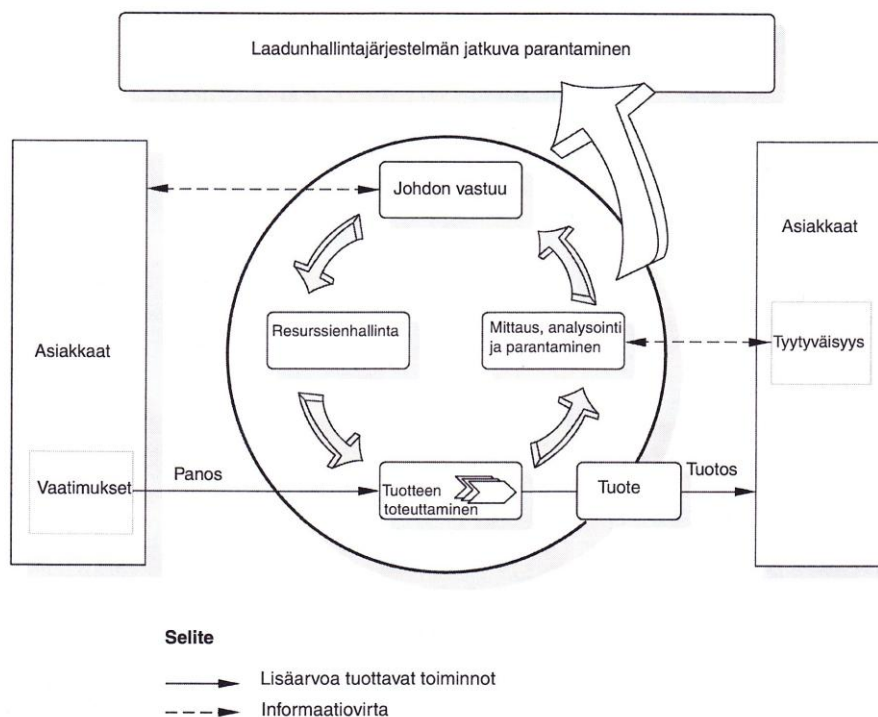 Laadunhallintajärjestelmän jatkuva parantaminen
Johdon vastuu
Asiakkaat
Resurssienhallinta
Mittaus, analysointi
ja parantaminen
Tyytyväisyys
Asiakkaat
Vaatimukset
Panos
Tuotteen
toteuttaminen
Tuote
Tuotos
Selite
Lisäarvoa tuottavat toiminnot
Informaatiovirta